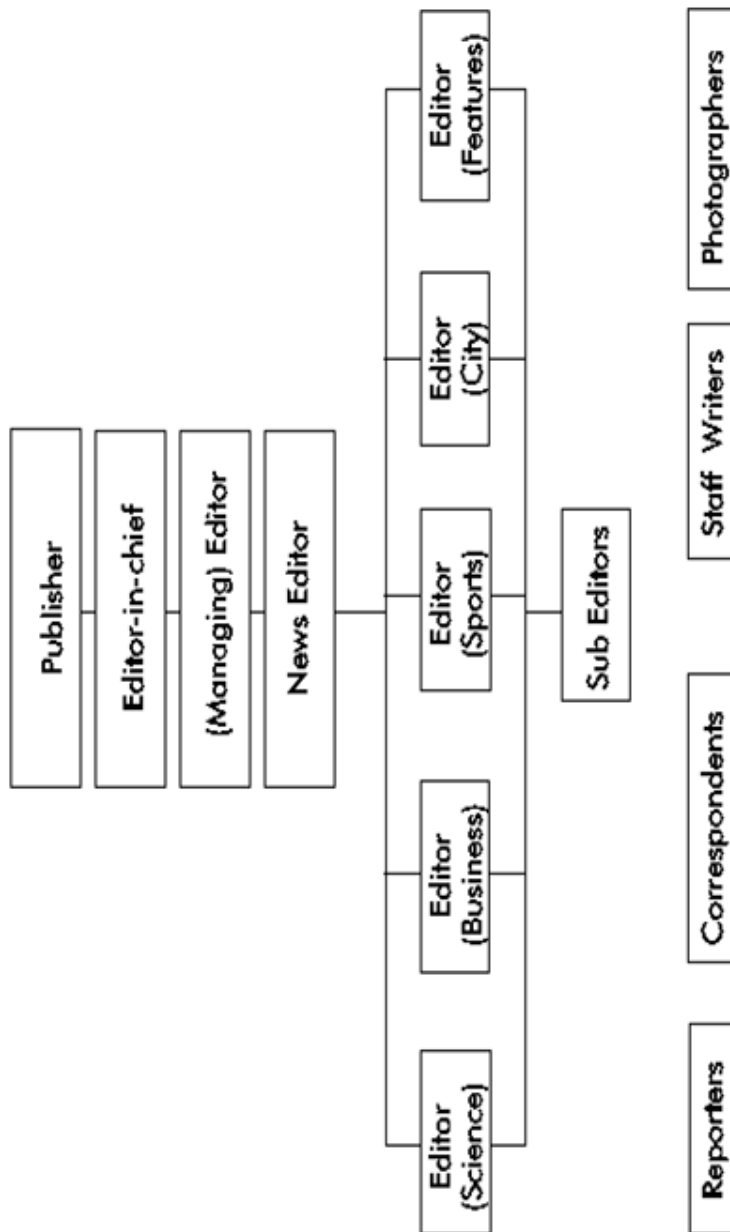 Publisher
Editor-in-chief
(Managing) Editor
News Editor
Editor
(Science)
Editor
(Business)
Editor
(Sports)
Editor
(City)
Editor
(Features)
Sub Editors
Reporters
Correspondents
Staff Writers
Photographers